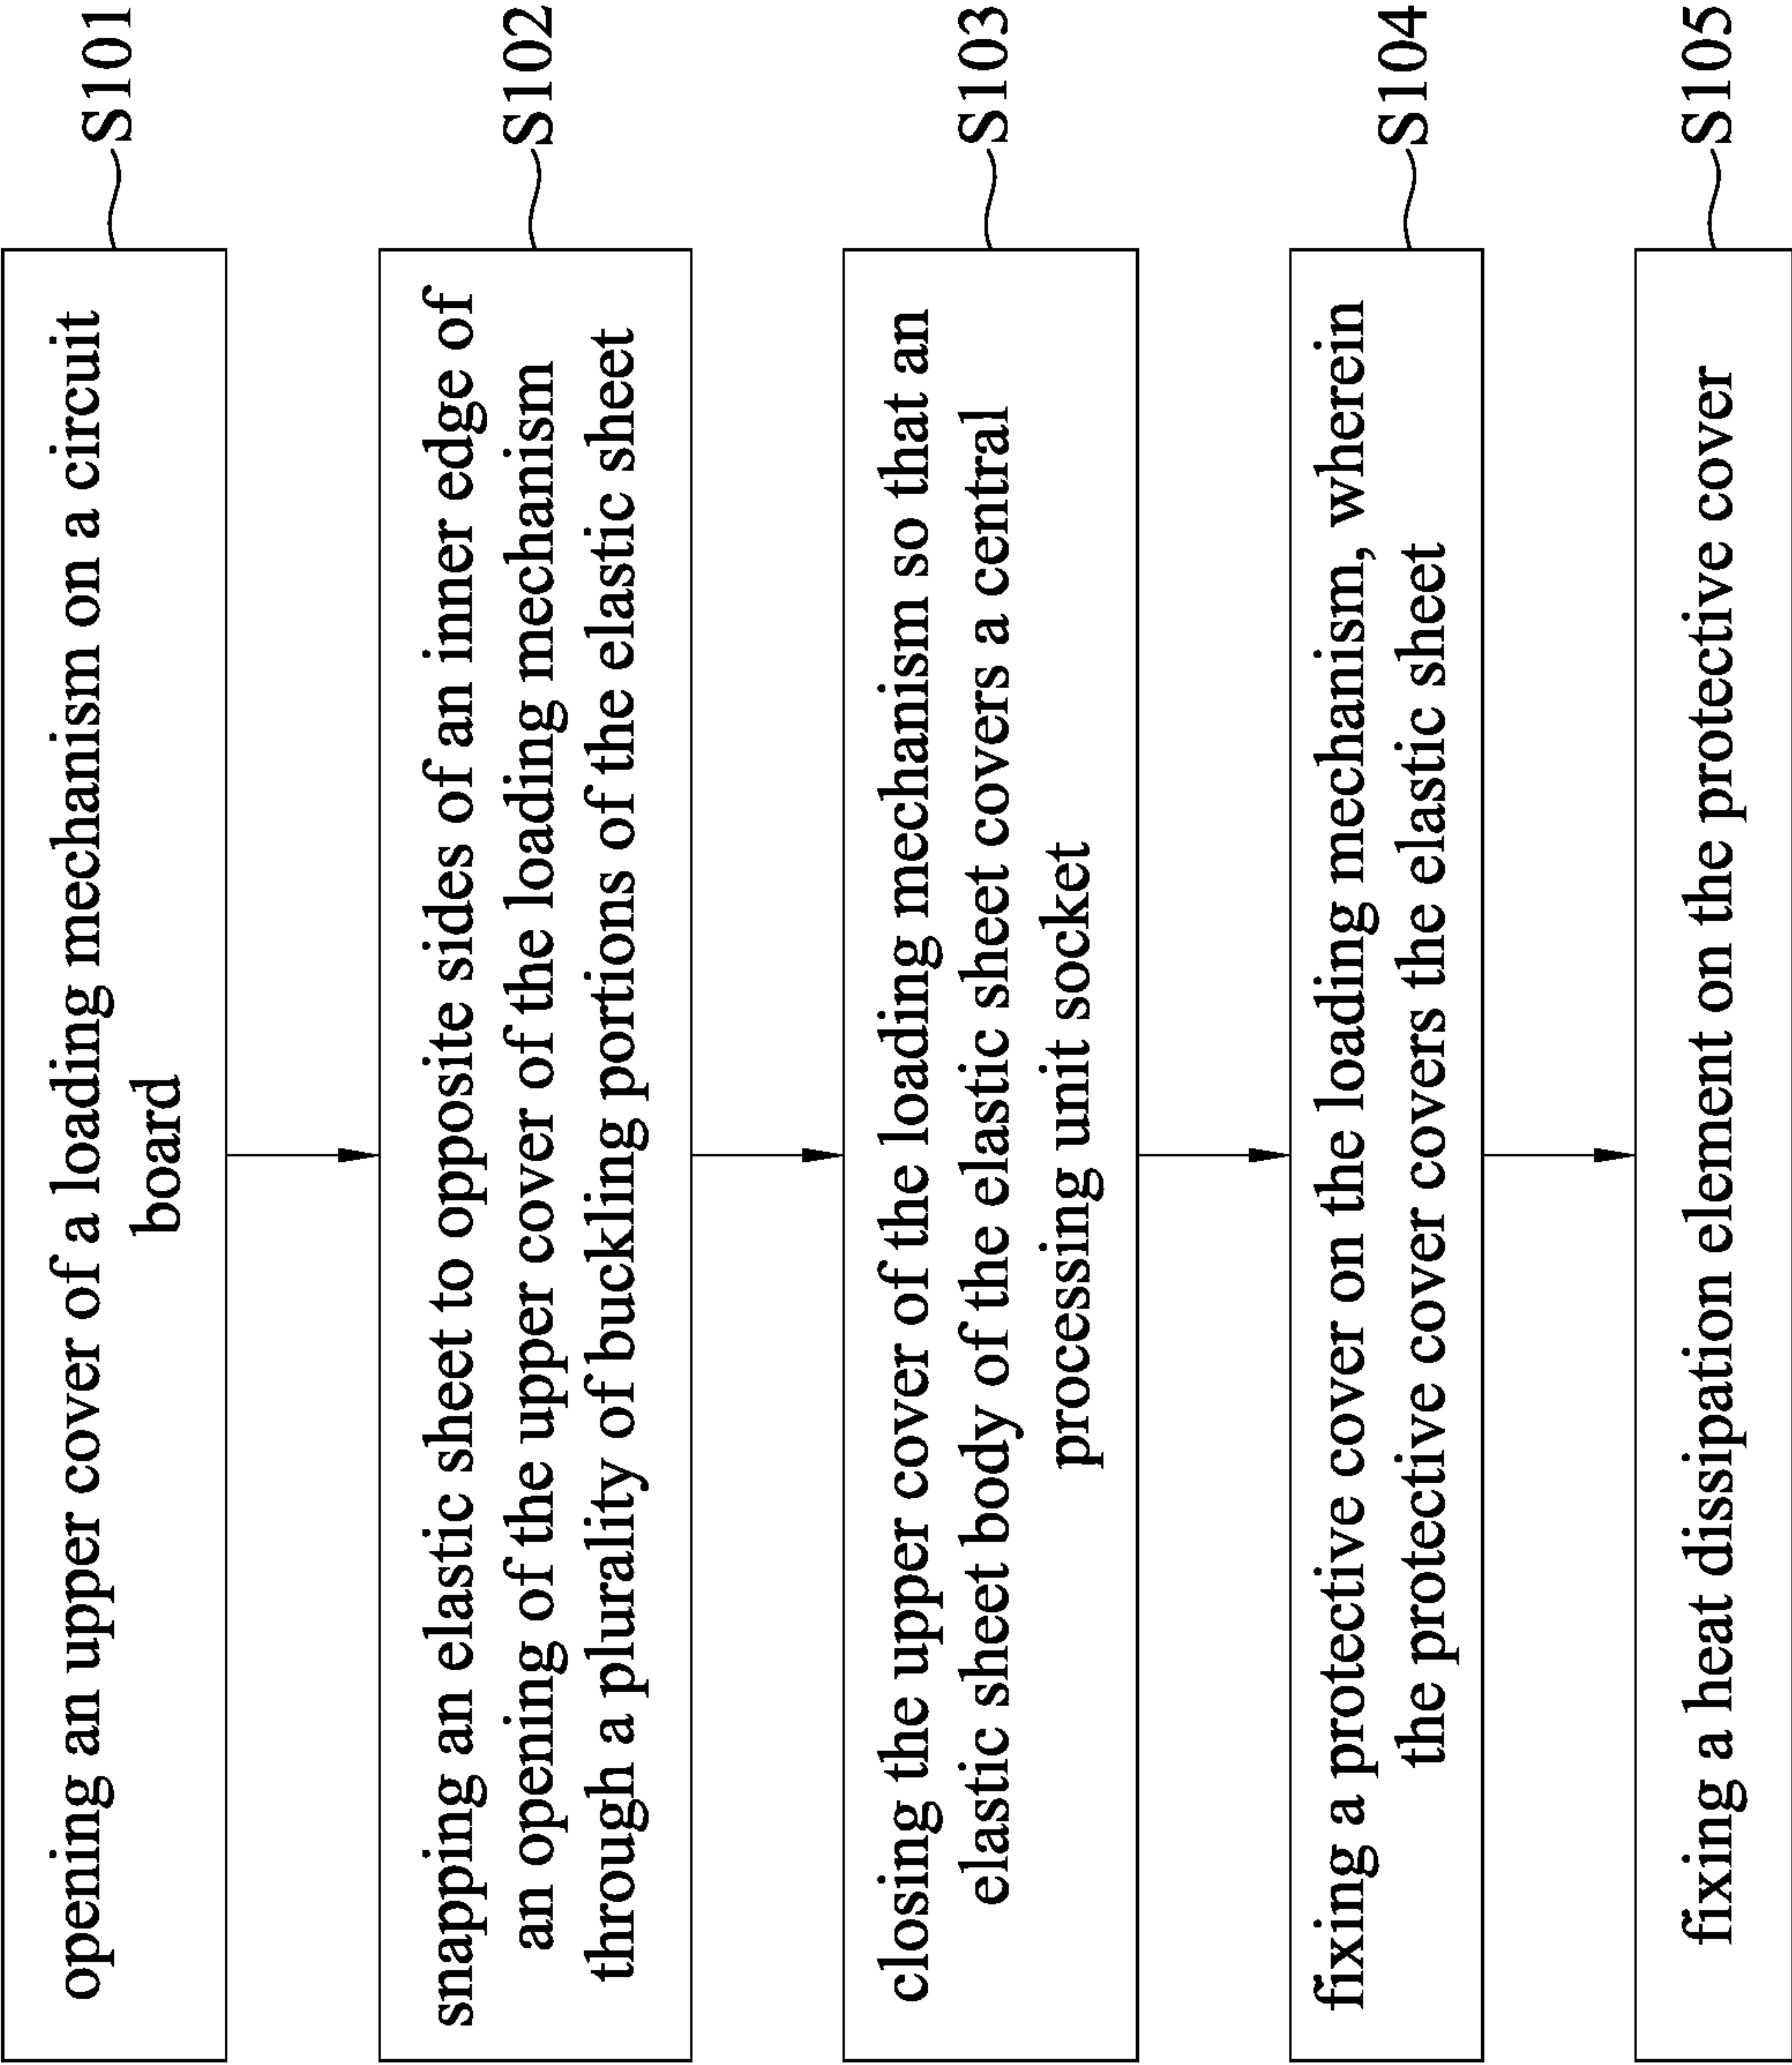 opening an upper cover of a loading mechanism on a circuit
board
S101
snapping an elastic sheet to opposite sides of an inner edge of
an opening of the upper cover of the loading mechanism
through a plurality of buckling portions of the elastic sheet
S102
closing the upper cover of the loading mechanism so that an
elastic sheet body of the elastic sheet covers a central
processing unit socket
S103
fixing a protective cover on the loading mechanism, wherein
the protective cover covers the elastic sheet
S104
fixing a heat dissipation element on the protective cover
S105